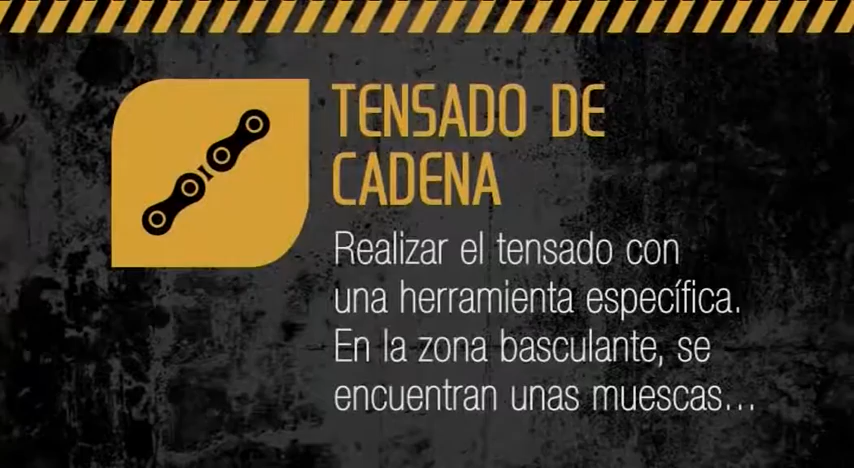 TENSADO DE
CADENA
Realizar el tensado con
una herramienta específica.
En la zona basculante, se
encuentran unas muescas...